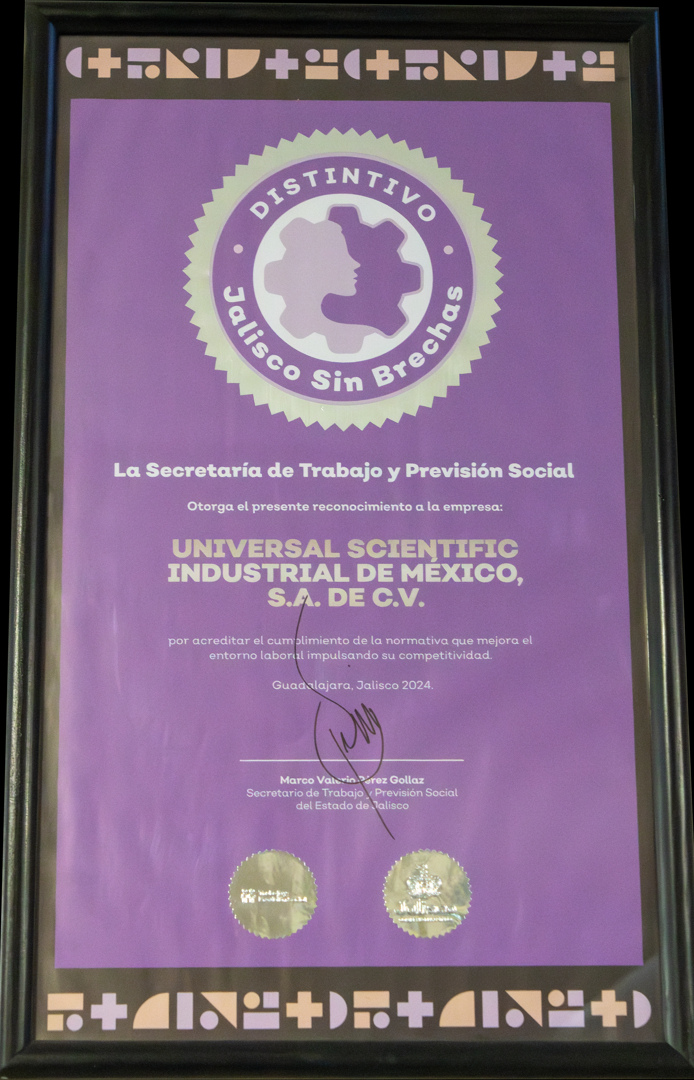 DISTINTIVO
Jalisco Sin Brechas
La Secretaría de Trabajo y Previsión Social
Otorga el presente reconocimiento a la empresa:
UNIVERSAL SCIENTIFIC
INDUSTRIAL DE MÉXICO,
S.A. DE C.V.
por acreditar el cumplimiento de la normativa que mejora el
entorno laboral impulsando su competitividad.
Guadalajara, Jalisco 2024.
Marco Valerio Pérez Gollaz
Secretario de Trabajo y Previsión Social
del Estado de Jalisco
Jalisco